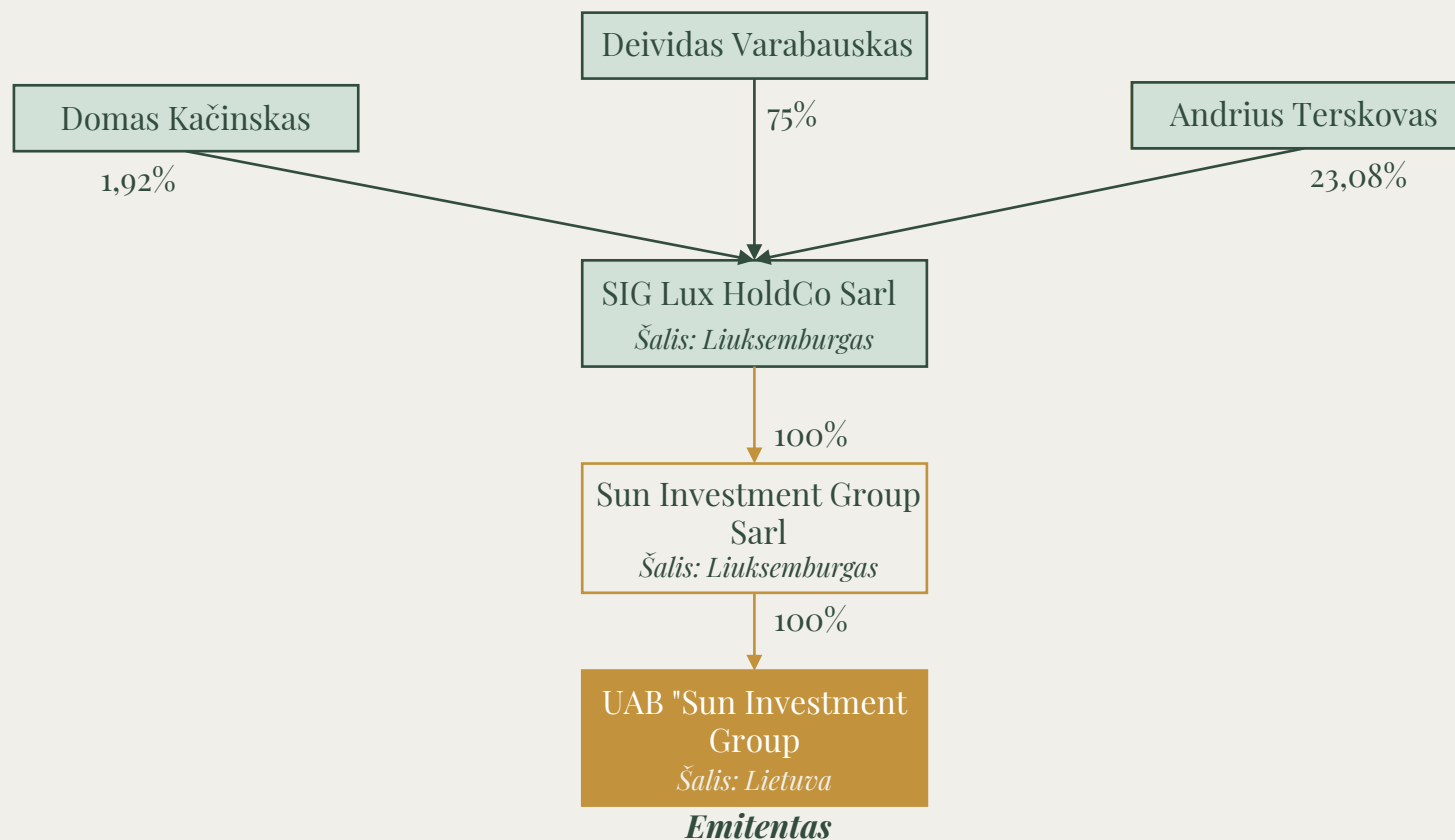 Deividas Varabauskas
Domas Kačinskas
Andrius Terskovas
75%
1,92%
23,08%
SIG Lux HoldCo Sarl
Šalis: Liuksemburgas
100%
Sun Investment Group
Sarl
Šalis: Liuksemburgas
100%
UAB "Sun Investment
Group
Šalis: Lietuva
Emitentas